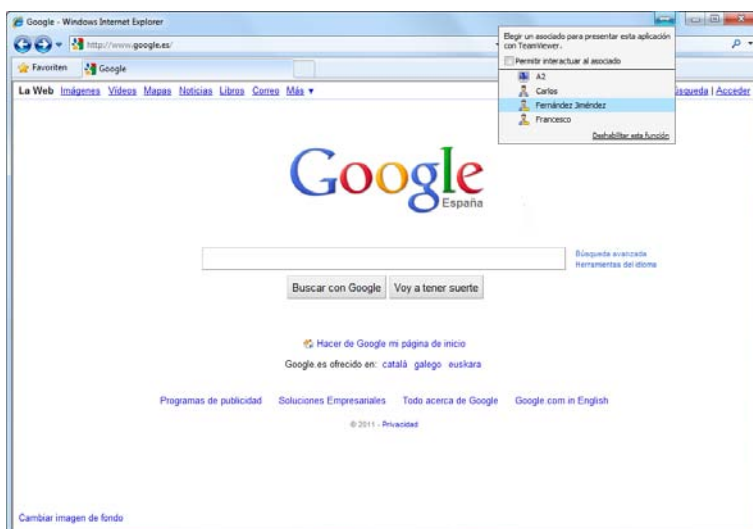 Google - Windows Internet Explorer
http://www.google.es/
Favoriten Google
Elegir un asociado para presentar esta aplicación
con TeamViewer.
Permitir interactuar al asociado
A2
Carlos
Fernández Jiméndez
Francesco
Deshabilitar esta función
La Web Imágenes Vídeos Mapas Noticias Libros Correo Más ▼
úsqueda | Acceder
Google
España
Búsqueda avanzada
Herramientas del idioma
Buscar con Google Voy a tener suerte
Hacer de Google mi página de inicio
Google.es ofrecido en: català galego euskara
Programas de publicidad Soluciones Empresariales Todo acerca de Google Google.com in English
© 2011 - Privacidad
Cambiar imagen de fondo